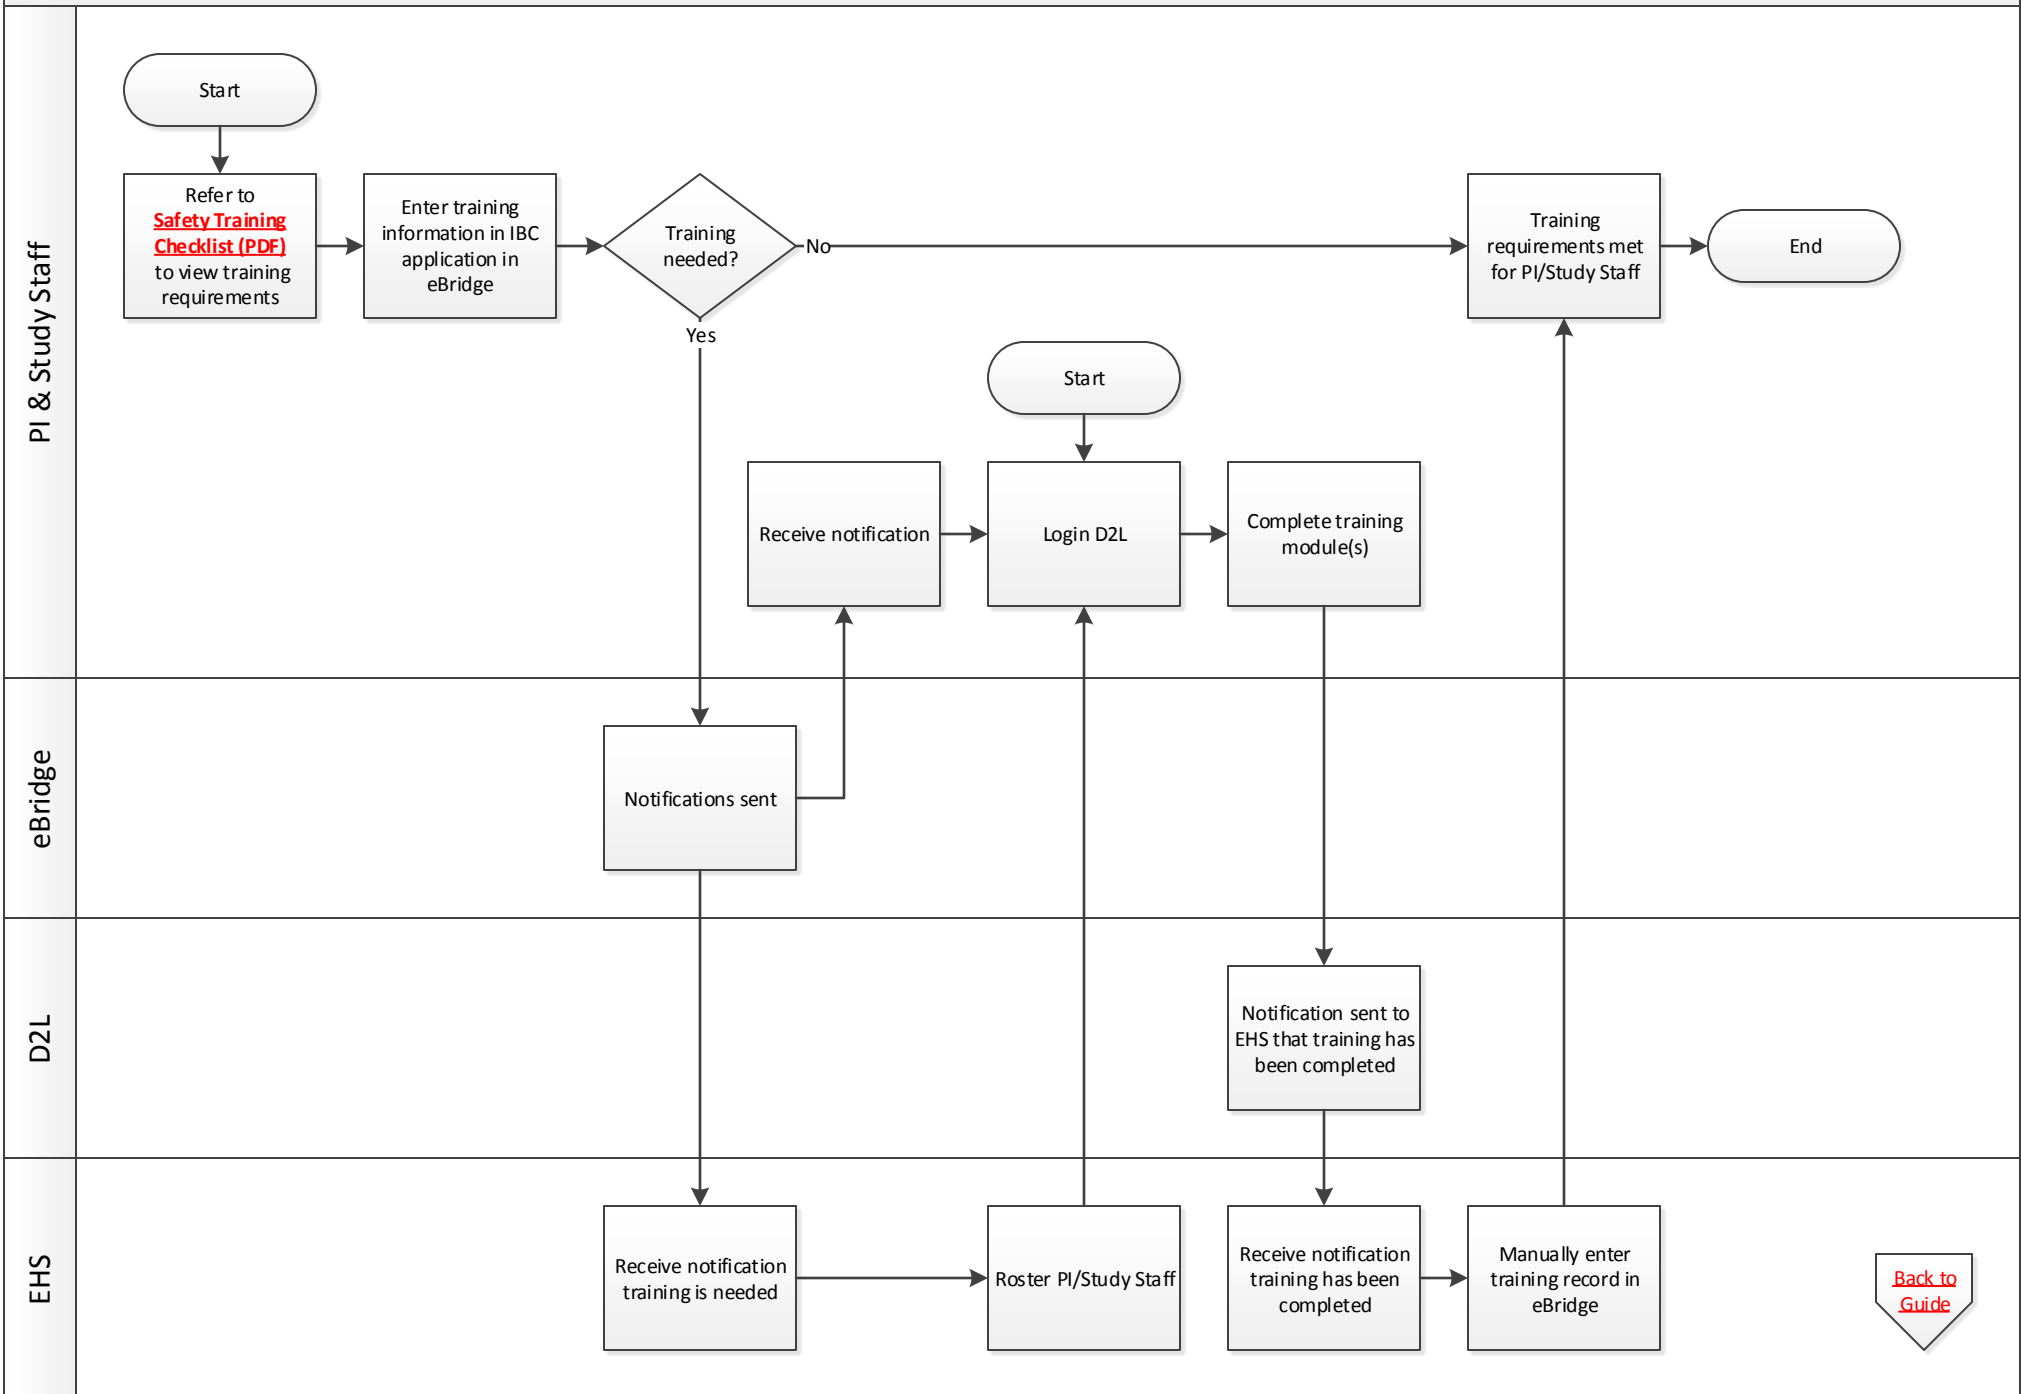 PI & Study Staff
Start
Refer to
Safety Training
Checklist (PDF)
to view training
requirements
Enter training
information in IBC
application in
eBridge
Training
needed?
No
Yes
Training
requirements met
for PI/Study Staff
End
Start
Receive notification
Login D2L
Complete training
module(s)
eBridge
Notifications sent
D2L
Notification sent to
EHS that training has
been completed
EHS
Receive notification
training is needed
Roster PI/Study Staff
Receive notification
training has been
completed
Manually enter
training record in
eBridge
Back to
Guide